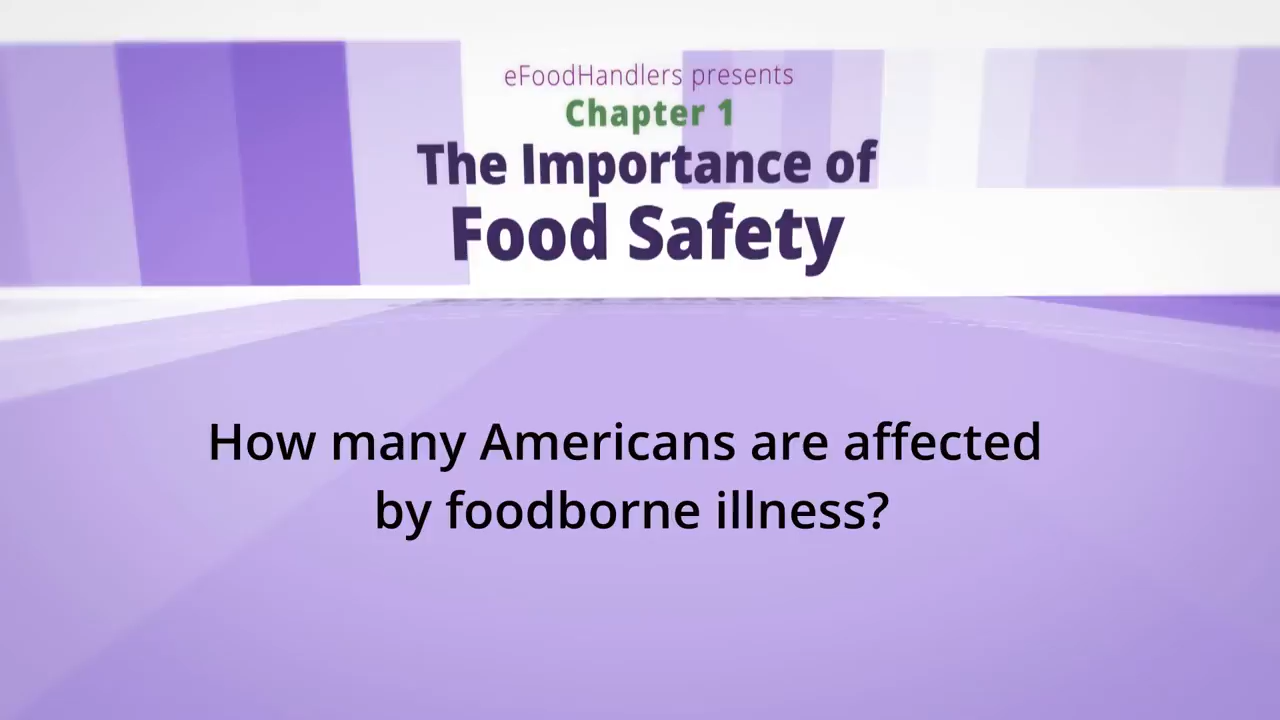 eFoodHandlers presents
Chapter 1
The Importance of
Food Safety
How many Americans are affected
by foodborne illness?